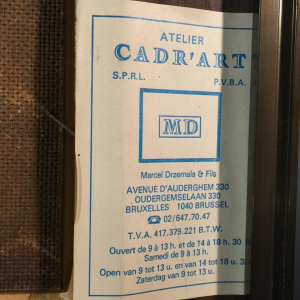 ATELIER
CADR'ART
S.P.R.L. P.V.B.A.
MD
Marcel Drzemala & Fils
AVENUE D'AUDERGHEM 330
OUDERGEMSELAAN 330
BRUXELLES 1040 BRUSSEL
☎ 02/647.70.47
T.V.A. 417.379.221 B.T.W.
Ouvert de 9 à 13 h. et de 14 à 18 h. 30
Samedi de 9 à 13 h.
Open van 9 tot 13 u. en van 14 tot 18 u. 3
Zaterdag van 9 tot 13 u.